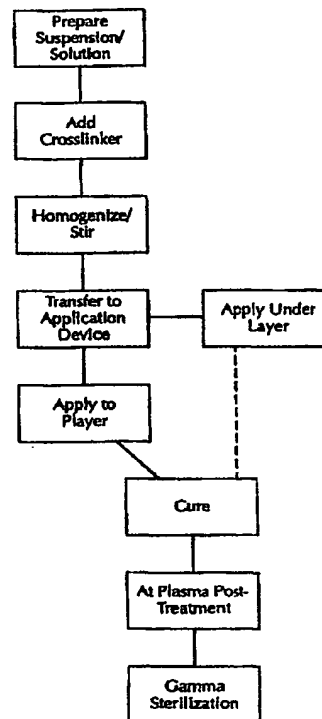 Prepare
Suspension/
Solution
Add
Crosslinker
Homogenize/
Stir
Transfer to
Application
Device
Apply Under
Layer
Apply to
Player
Cure
At Plasma Post-
Treatment
Gamma
Sterilization